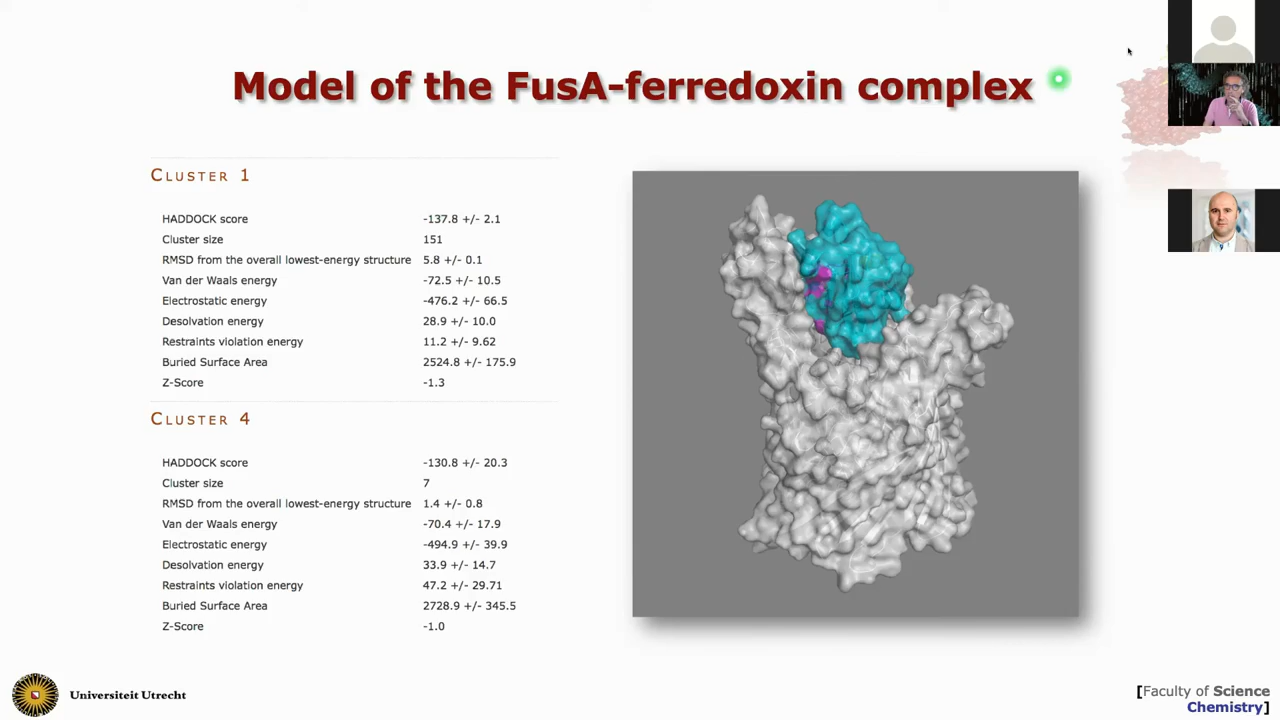 Model of the FusA-ferredoxin complex
CLUSTER 1
HADDOCK score -137.8 +/- 2.1
Cluster size 151
RMSD from the overall lowest-energy structure 5.8 +/- 0.1
Van der Waals energy -72.5 +/- 10.5
Electrostatic energy -476.2 +/- 66.5
Desolvation energy 28.9 +/- 10.0
Restraints violation energy 11.2 +/- 9.62
Buried Surface Area 2524.8 +/- 175.9
Z-Score -1.3
CLUSTER 4
HADDOCK score -130.8 +/- 20.3
Cluster size 7
RMSD from the overall lowest-energy structure 1.4 +/- 0.8
Van der Waals energy -70.4 +/- 17.9
Electrostatic energy -494.9 +/- 39.9
Desolvation energy 33.9 +/- 14.7
Restraints violation energy 47.2 +/- 29.71
Buried Surface Area 2728.9 +/- 345.5
Z-Score -1.0
Universiteit Utrecht
[Faculty of Science
Chemistry]